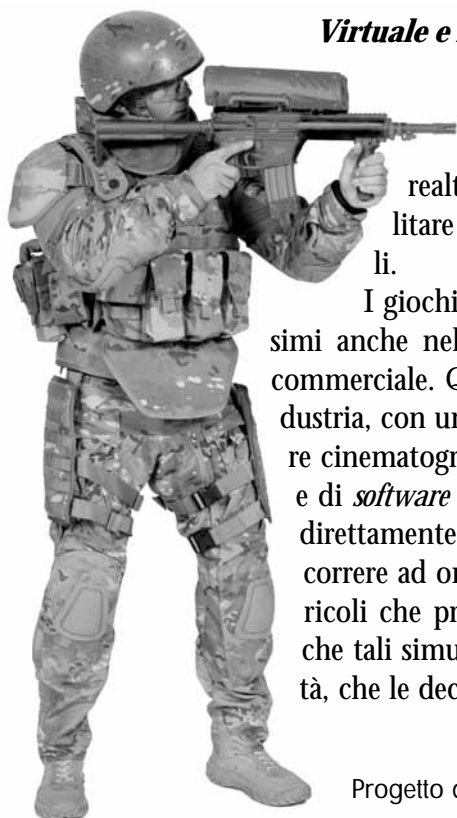 Virtuale e
realt
litare
li.
I giochi
simi anche nel
commerciale. Q
dustria, con un
re cinematogr
e di software
direttamente
correre ad or
ricoli che pr
che tali simu
tà, che le dec
Progetto d